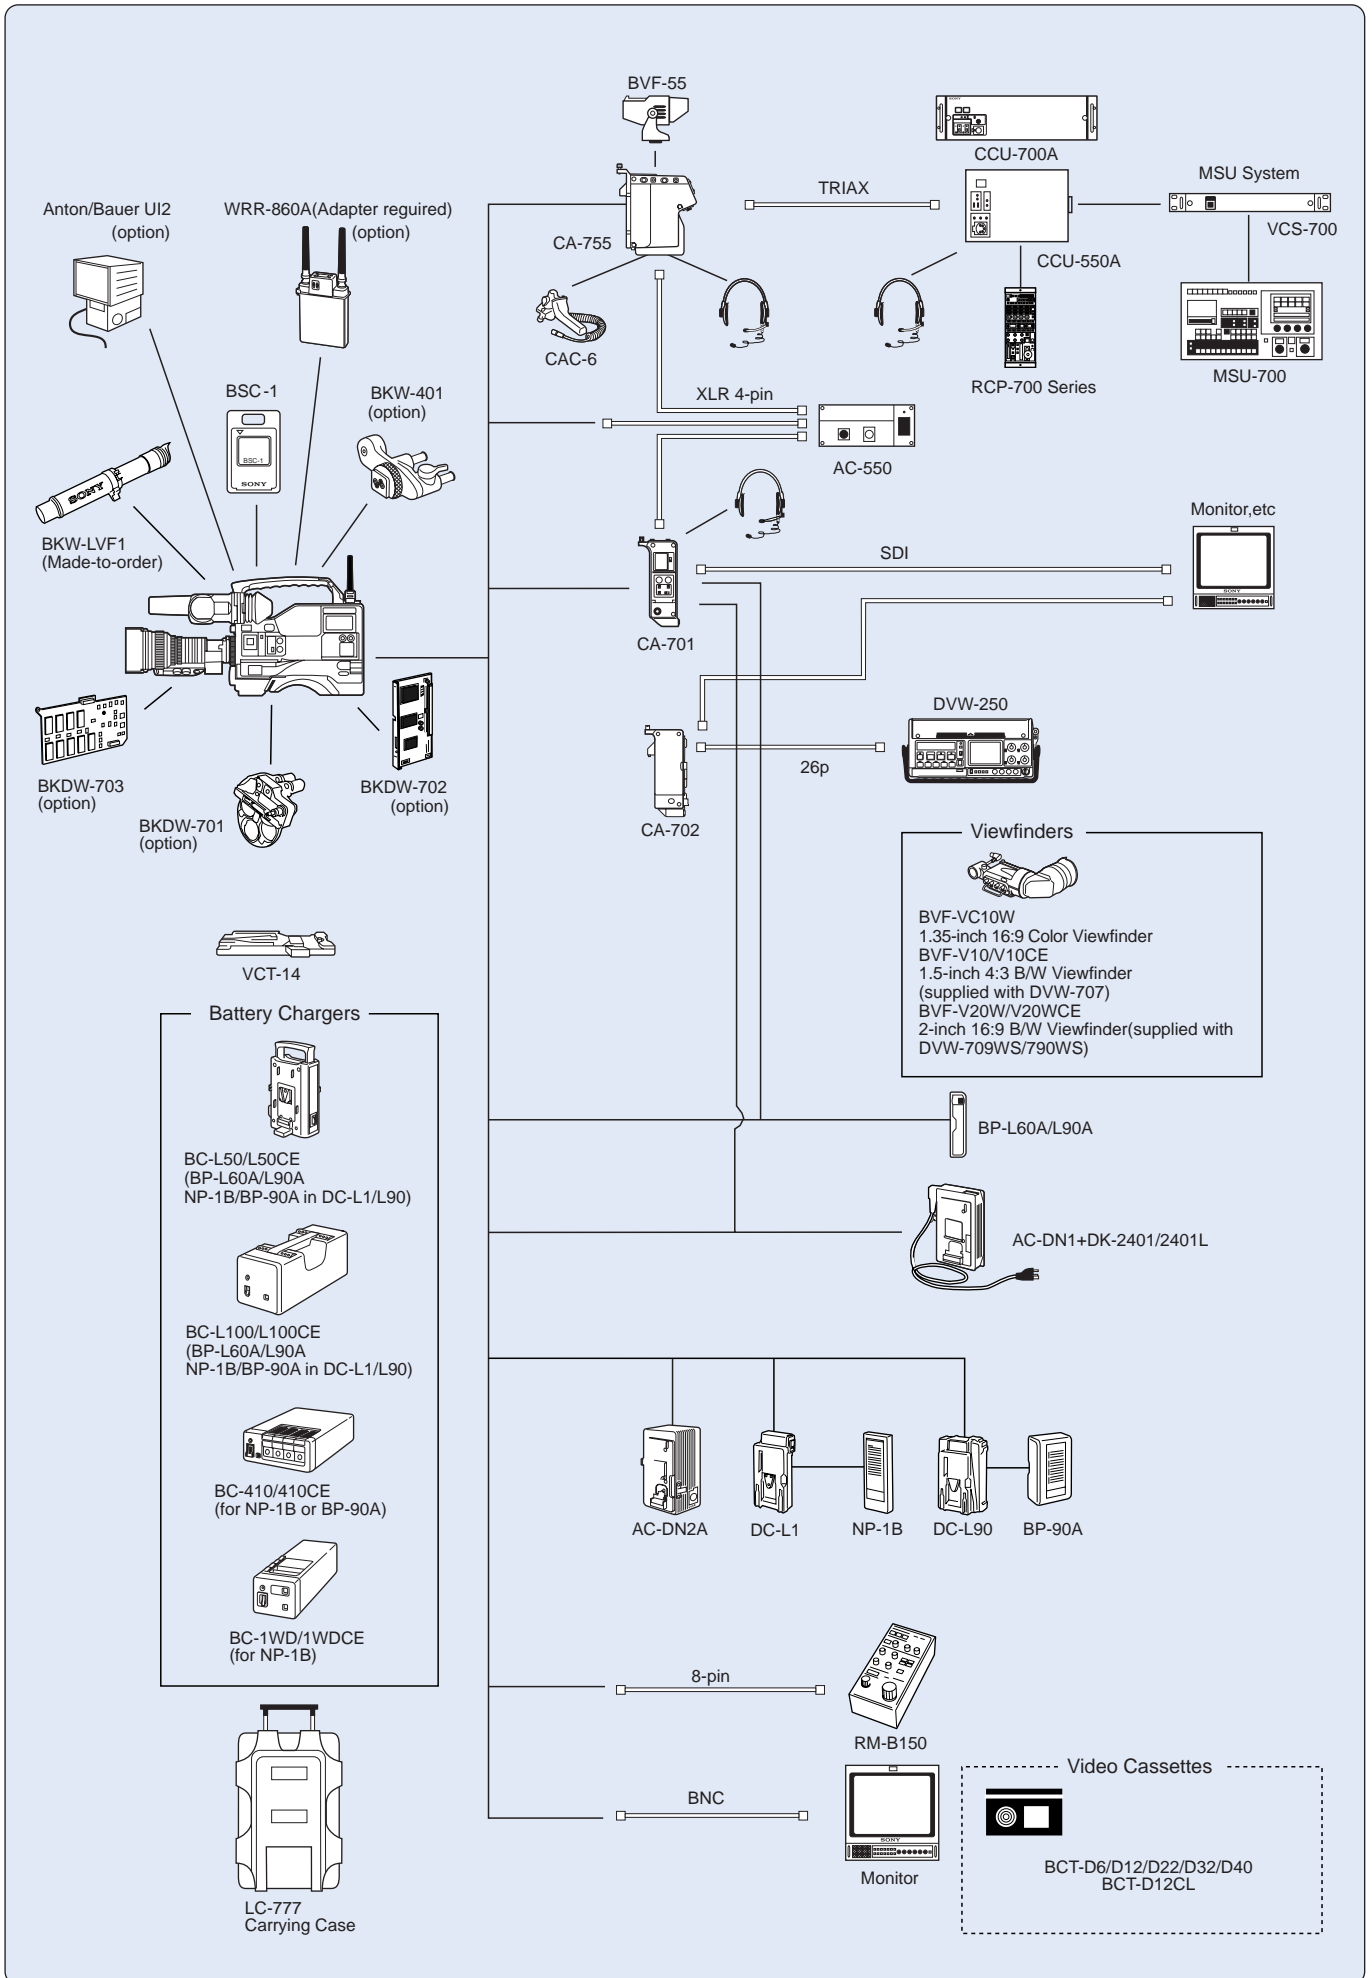 BVF-55
SONY
CCU-700A
TRIAX
MSU System
VCS-700
Anton/Bauer UI2
(option)
WRR-860A(Adapter reguired)
(option)
CA-755
CCU-550A
CAC-6
RCP-700 Series
MSU-700
BSC-1
BSC-1
SONY
BKW-401
(option)
XLR 4-pin
AC-550
SONY
BKW-LVF1
(Made-to-order)
Monitor,etc
SONY
SDI
CA-701
BKDW-703
(option)
BKDW-701
(option)
BKDW-702
(option)
DVW-250
26p
CA-702
Viewfinders
BVF-VC10W
1.35-inch 16:9 Color Viewfinder
BVF-V10/V10CE
1.5-inch 4:3 B/W Viewfinder
(supplied with DVW-707)
BVF-V20W/V20WCE
2-inch 16:9 B/W Viewfinder(supplied with
DVW-709WS/790WS)
VCT-14
Battery Chargers
BC-L50/L50CE
(BP-L60A/L90A
NP-1B/BP-90A in DC-L1/L90)
BC-L100/L100CE
(BP-L60A/L90A
NP-1B/BP-90A in DC-L1/L90)
BC-410/410CE
(for NP-1B or BP-90A)
BC-1WD/1WDCE
(for NP-1B)
BP-L60A/L90A
AC-DN1+DK-2401/2401L
AC-DN2A
DC-L1
NP-1B
DC-L90
BP-90A
8-pin
RM-B150
BNC
SONY
Monitor
Video Cassettes
BCT-D6/D12/D22/D32/D40
BCT-D12CL
LC-777
Carrying Case